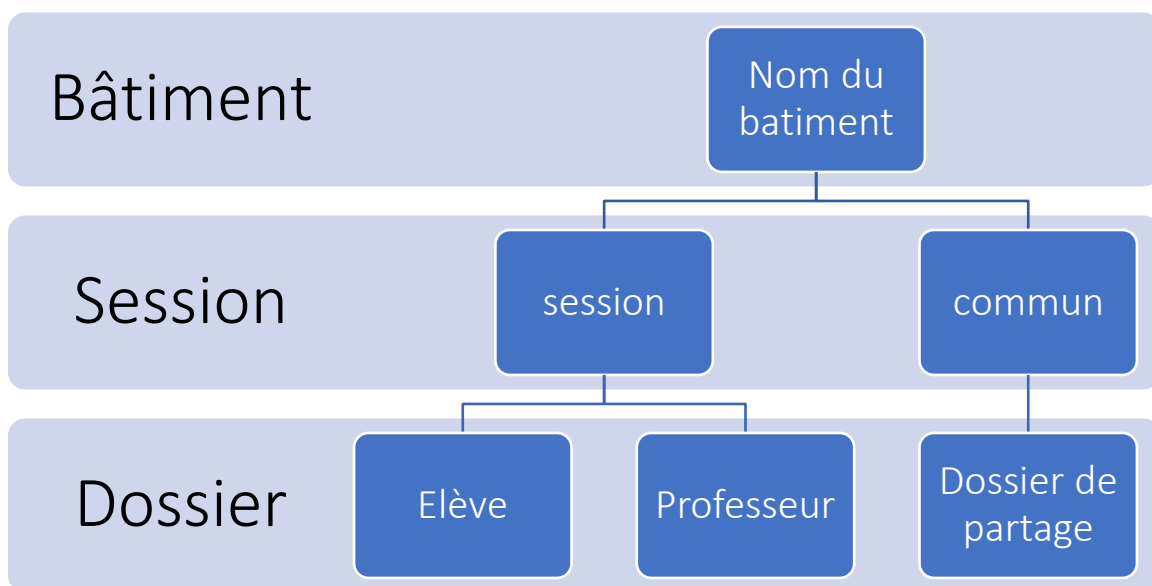 Bâtiment
Nom du
batiment
Session
session
commun
Dossier
Elève
Professeur
Dossier de
partage